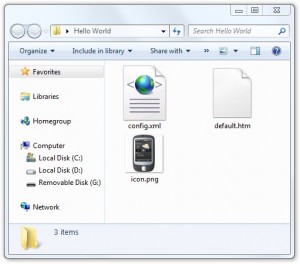 Hello World
Search Hello World
Organize Include in library Share with »
Favorites
Libraries
Homegroup
Computer
Local Disk (C:)
Local Disk (D:)
Removable Disk (G:)
Network
config.xml
default.htm
icon.png
3 items